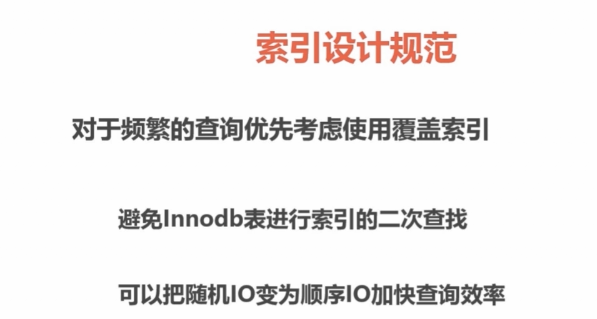 索引设计规范
对于频繁的查询优先考虑使用覆盖索引
避免Innodb表进行索引的二次查找
可以把随机IO变为顺序IO加快查询效率